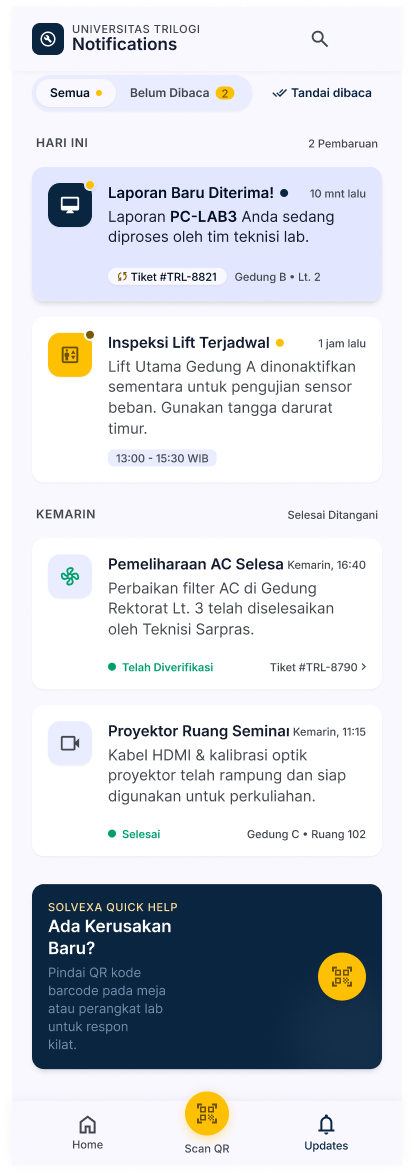 UNIVERSITAS TRILOGI
Notifications
Semua
Belum Dibaca 2
Tandai dibaca
HARI INI
2 Pembaruan
Laporan Baru Diterima!
10 mnt lalu
Laporan PC-LAB3 Anda sedang
diproses oleh tim teknisi lab.
Tiket #TRL-8821
Gedung B • Lt. 2
Inspeksi Lift Terjadwal
1 jam lalu
Lift Utama Gedung A dinonaktifkan
sementara untuk pengujian sensor
beban. Gunakan tangga darurat
timur.
13:00 - 15:30 WIB
KEMARIN
Selesai Ditangani
Pemeliharaan AC Selesa
Kemarin, 16:40
Perbaikan filter AC di Gedung
Rektorat Lt. 3 telah diselesaikan
oleh Teknisi Sarpras.
Telah Diverifikasi
Tiket #TRL-8790
Proyektor Ruang Seminar
Kemarin, 11:15
Kabel HDMI & kalibrasi optik
proyektor telah rampung dan siap
digunakan untuk perkuliahan.
Selesai
Gedung C • Ruang 102
SOLVEXA QUICK HELP
Ada Kerusakan
Baru?
Pindai QR kode
barcode pada meja
atau perangkat lab
untuk respon
kilat.
Home
Scan QR
Updates